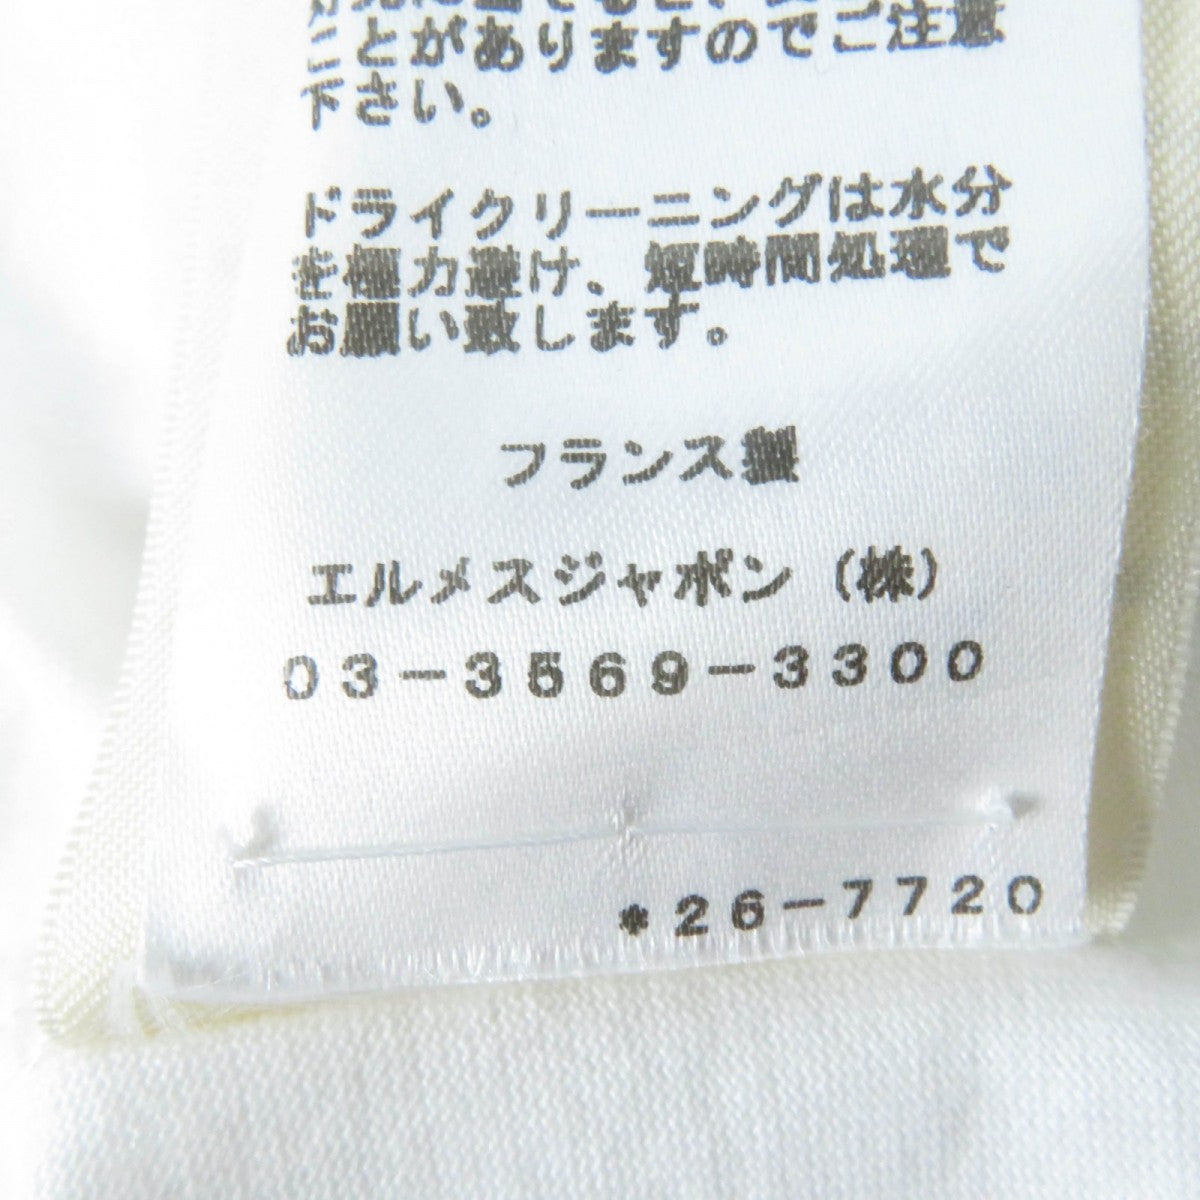 ことがありますのでご注意
下さい。
ドライクリーニングは水分
を極力避け、短時間処理で
お願い致します。
フランス製
エルメスジャポン（株）
03-3569-3300
*26-7720